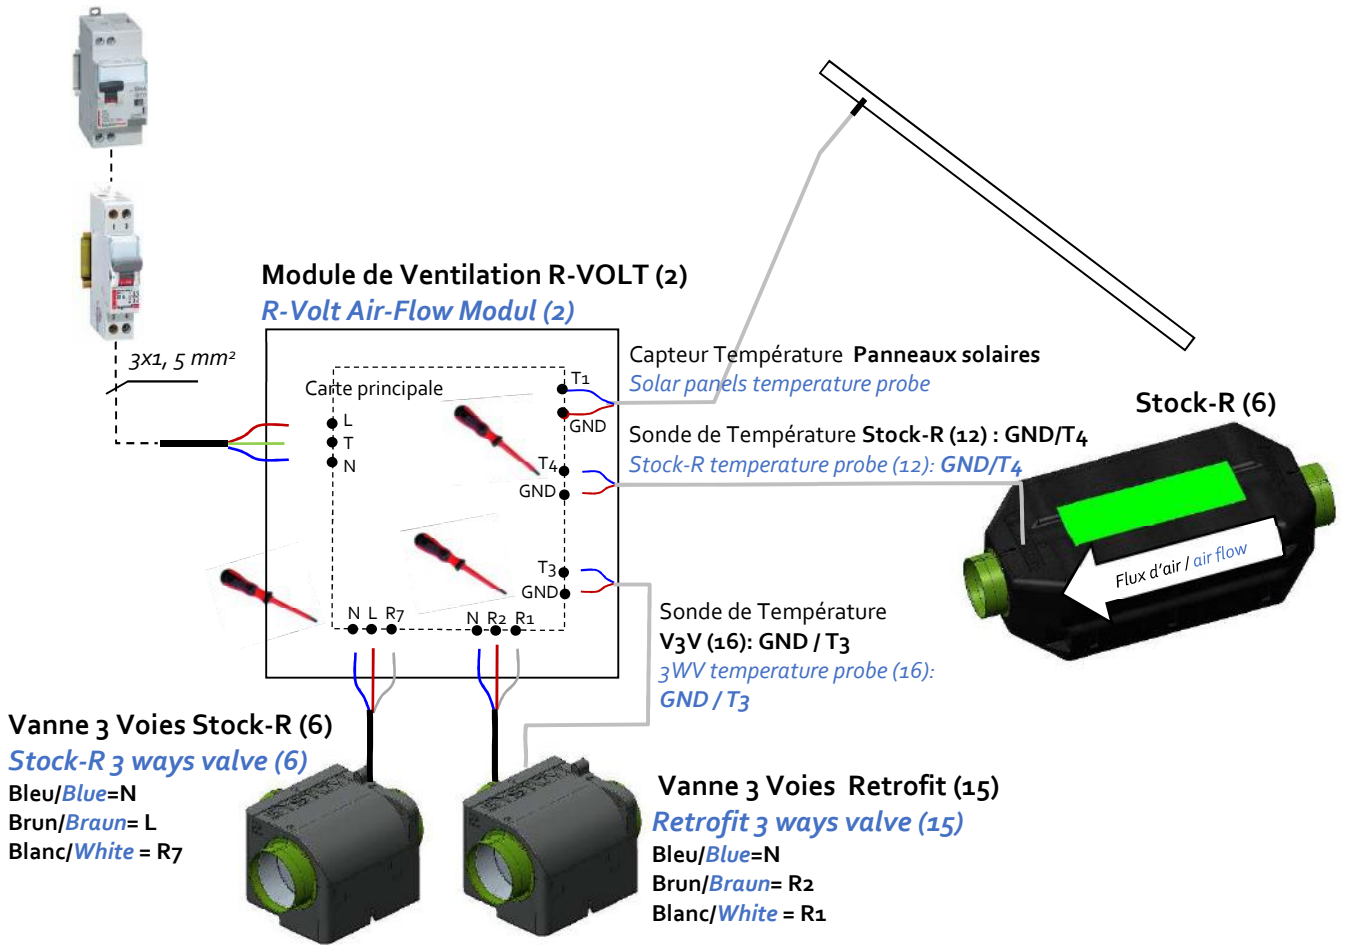 Module de Ventilation R-VOLT (2)
R-Volt Air-Flow Modul (2)
3x1, 5 mm²
Carte principale
L
T
N
T1
GND
T4
GND
T3
GND
N L R7
N R2 R1
Capteur Température Panneaux solaires
Solar panels temperature probe
Sonde de Température Stock-R (12) : GND/T4
Stock-R temperature probe (12): GND/T4
Stock-R (6)
Flux d'air / air flow
Sonde de Température
V3V (16): GND / T3
3WV temperature probe (16):
GND / T3
Vanne 3 Voies Stock-R (6)
Stock-R 3 ways valve (6)
Bleu/Blue=N
Brun/Braun= L
Blanc/White = R7
Vanne 3 Voies Retrofit (15)
Retrofit 3 ways valve (15)
Bleu/Blue=N
Brun/Braun= R2
Blanc/White = R1